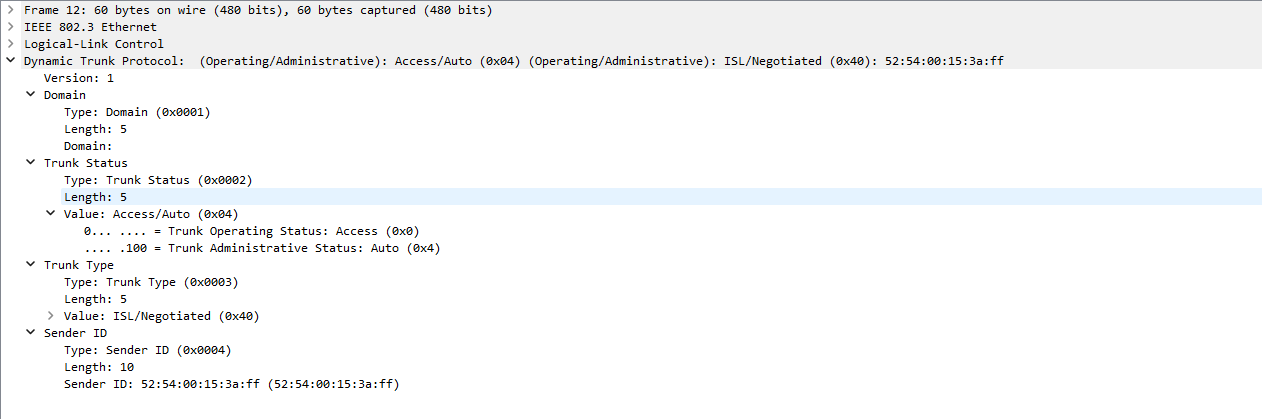 Frame 12: 60 bytes on wire (480 bits), 60 bytes captured (480 bits)
IEEE 802.3 Ethernet
Logical-Link Control
Dynamic Trunk Protocol:  (Operating/Administrative): Access/Auto (0x04) (Operating/Administrative): ISL/Negotiated (0x40): 52:54:00:15:3a:ff
Version: 1
Domain
Type: Domain (0x0001)
Length: 5
Domain:
Trunk Status
Type: Trunk Status (0x0002)
Length: 5
Value: Access/Auto (0x04)
0... .... = Trunk Operating Status: Access (0x0)
.... .100 = Trunk Administrative Status: Auto (0x4)
Trunk Type
Type: Trunk Type (0x0003)
Length: 5
Value: ISL/Negotiated (0x40)
Sender ID
Type: Sender ID (0x0004)
Length: 10
Sender ID: 52:54:00:15:3a:ff (52:54:00:15:3a:ff)